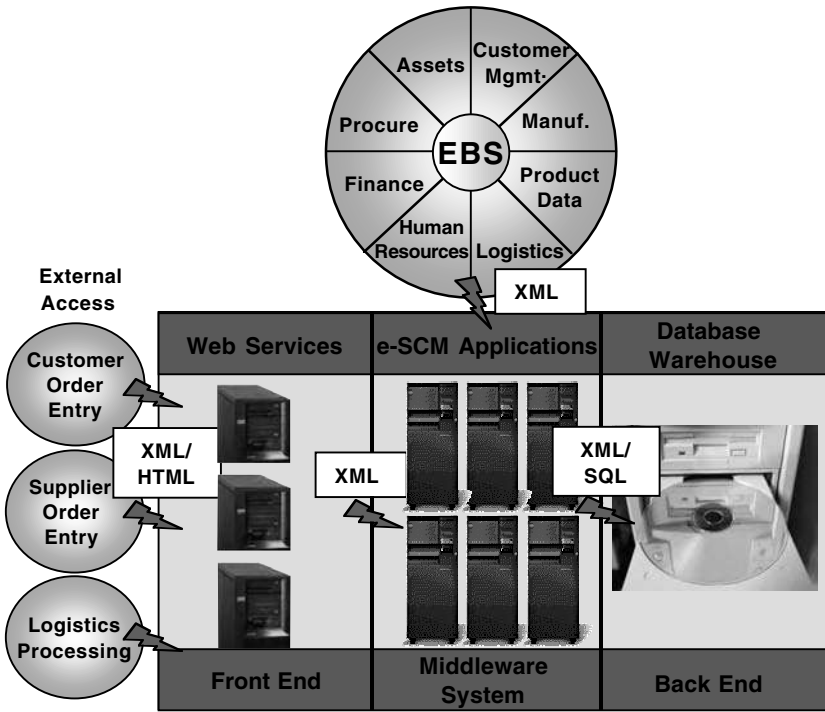 Assets
Customer
Mgmt.
Procure
Manuf.
EBS
Finance
Product
Data
Human
Resources
Logistics
XML
External
Access
Web Services
e-SCM Applications
Database
Warehouse
Customer
Order
Entry
XML/
HTML
XML
XML/
SQL
Supplier
Order
Entry
Logistics
Processing
Front End
Middleware
System
Back End